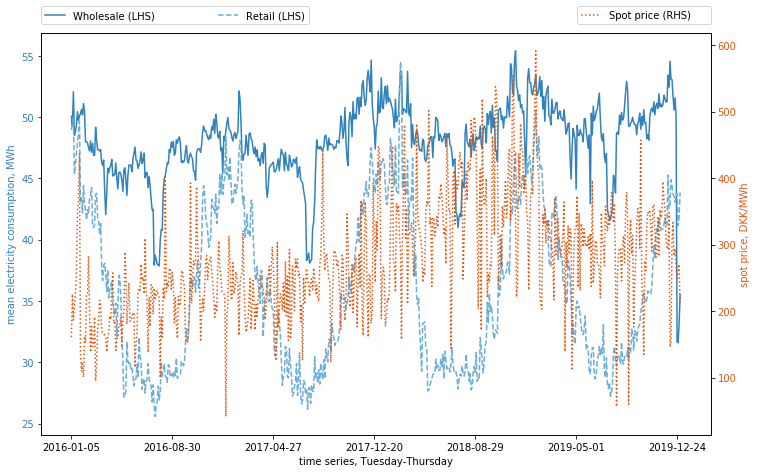 Wholesale (LHS) Retail (LHS) Spot price (RHS)
mean electricity consumption, MWh
55
50
45
40
35
30
25
600
500
400
300
200
100
spot price, DKK/MWh
2016-01-05 2016-08-30 2017-04-27 2017-12-20 2018-08-29 2019-05-01 2019-12-24
time series, Tuesday-Thursday